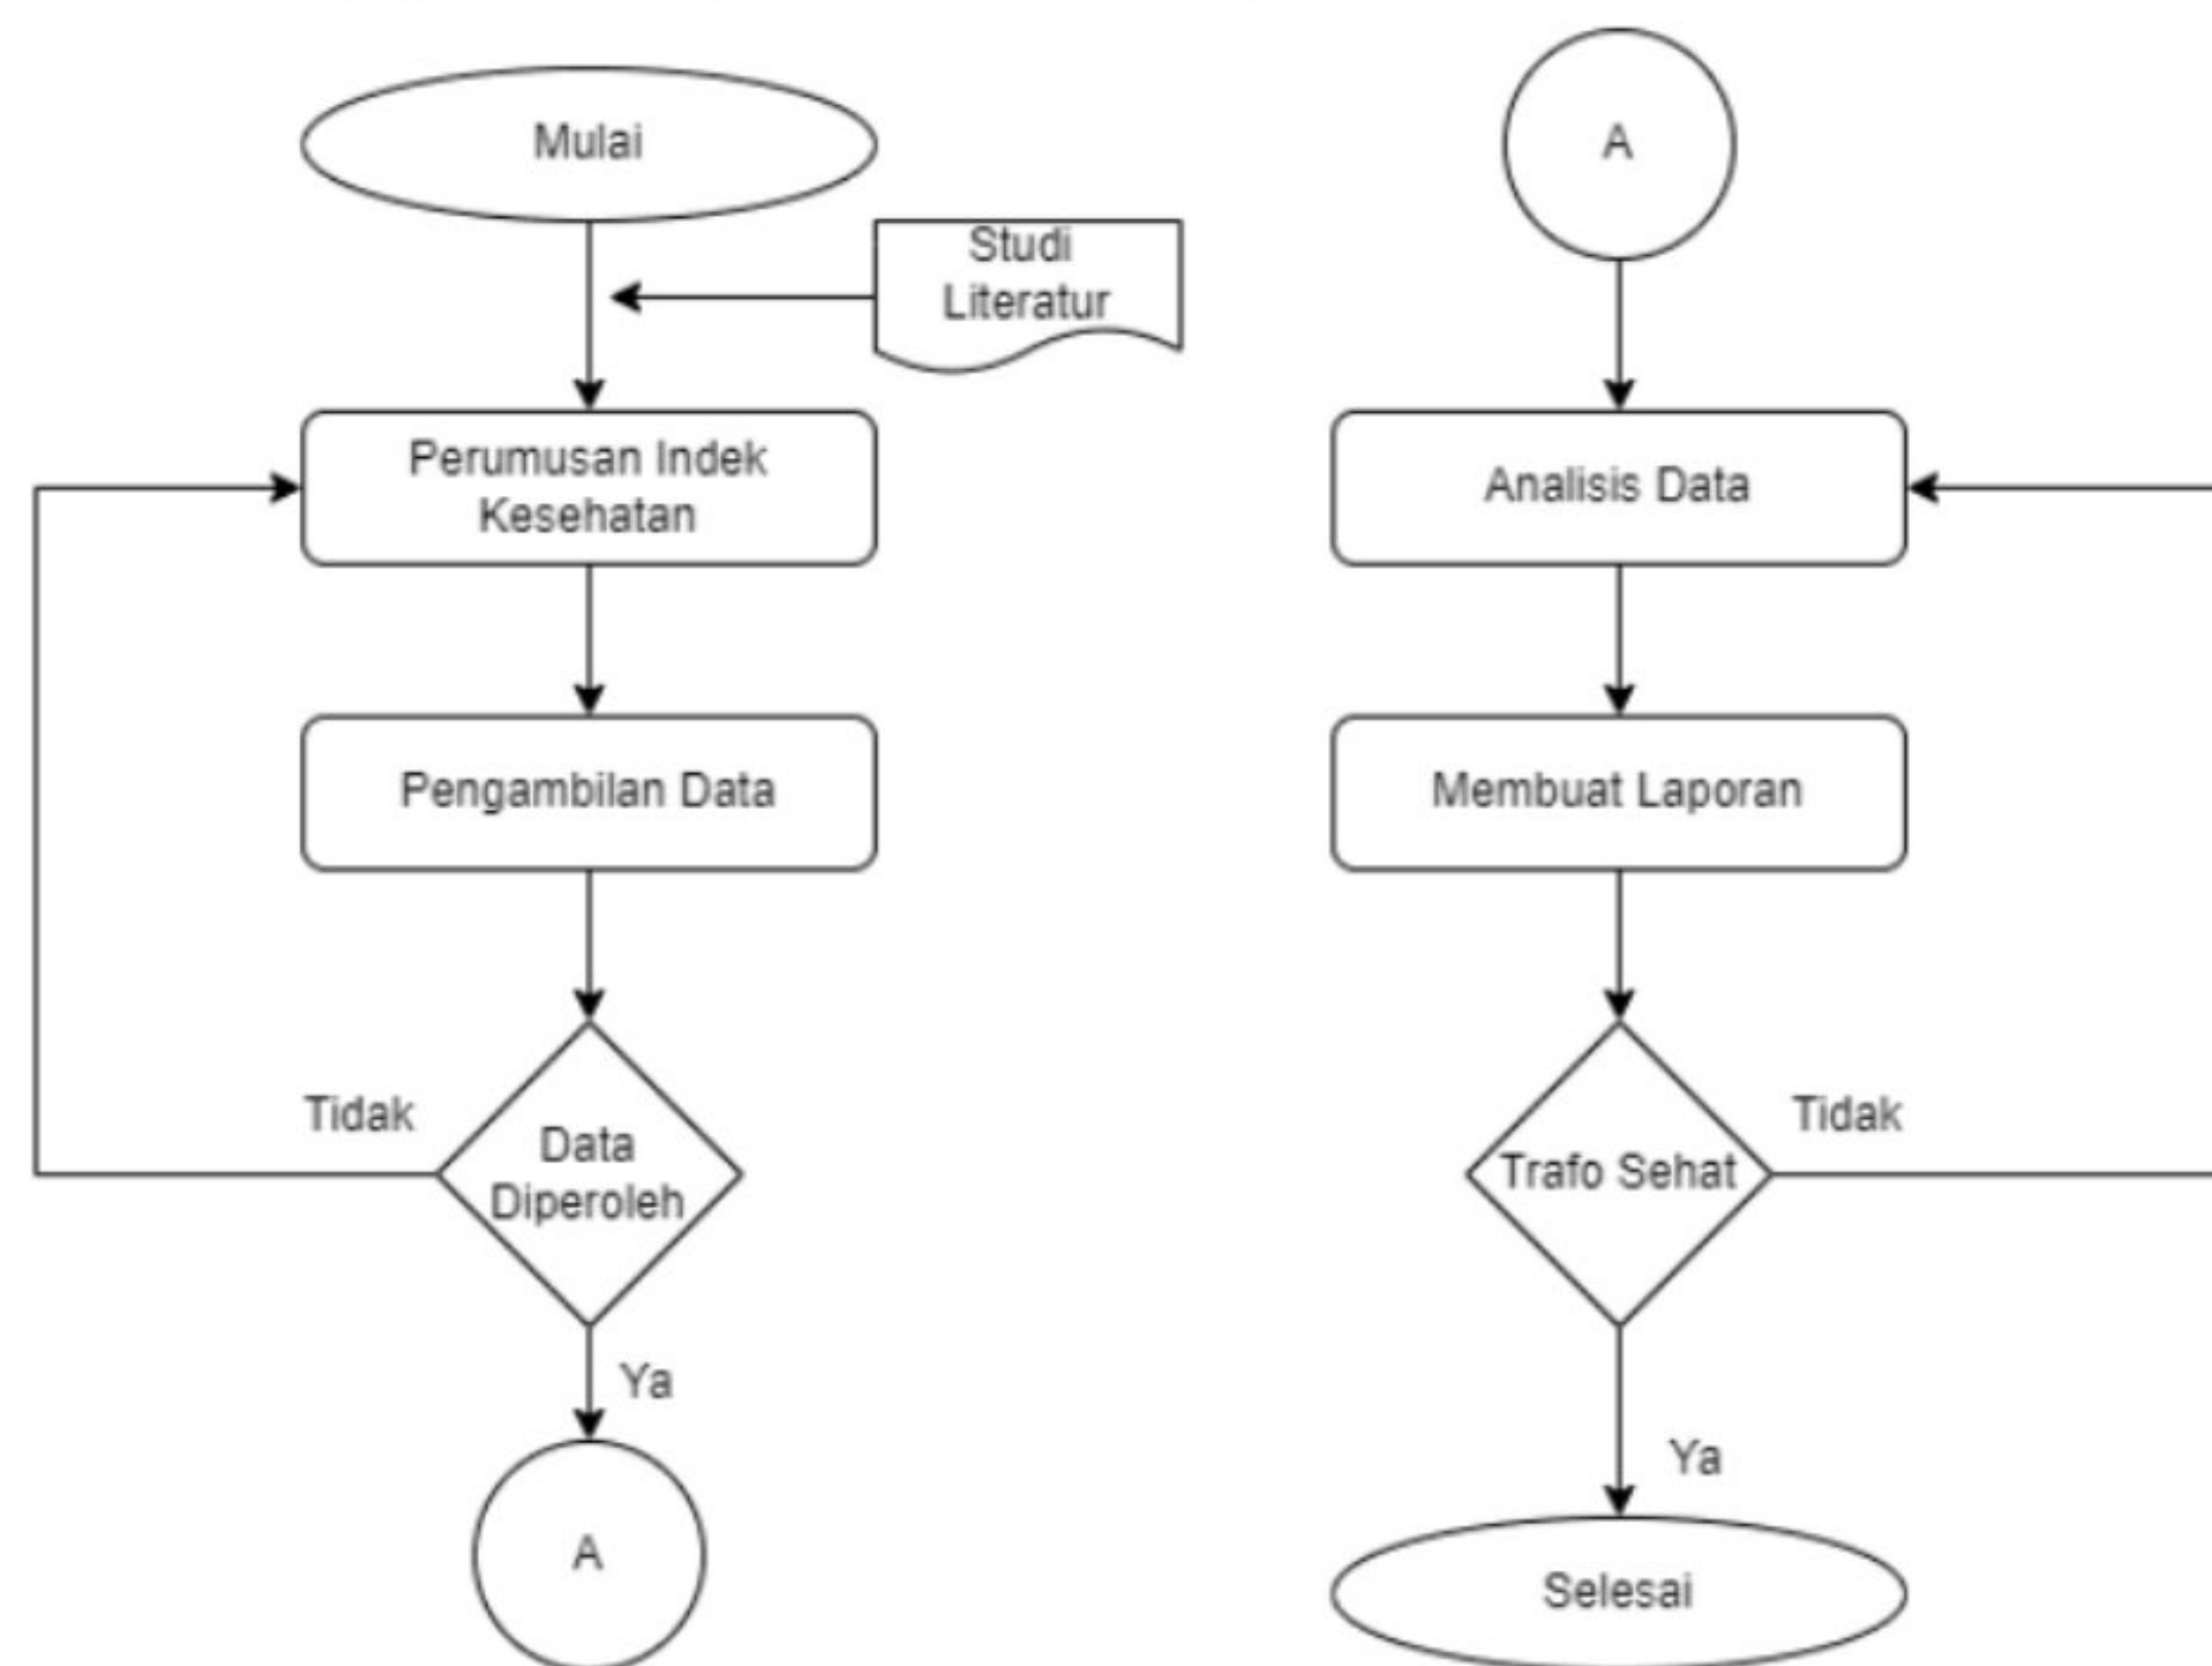 Mulai
Studi
Literatur
Perumusan Indek
Kesehatan
Pengambilan Data
Tidak
Data
Diperoleh
Ya
A
A
Analisis Data
Membuat Laporan
Trafo Sehat
Tidak
Ya
Selesai